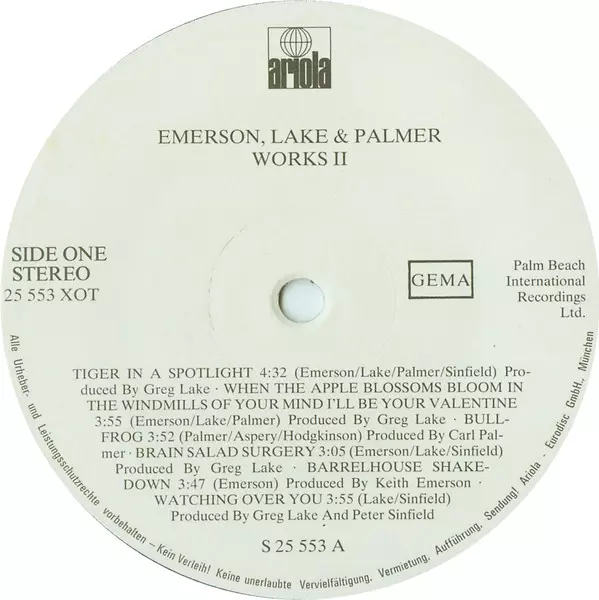 ariola
EMERSON, LAKE & PALMER
WORKS II
SIDE ONE
STEREO
25 553 XOT
GEMA
Palm Beach
International
Recordings
Ltd.
TIGER IN A SPOTLIGHT 4:32 (Emerson/Lake/Palmer/Sinfield) Pro-
duced By Greg Lake · WHEN THE APPLE BLOSSOMS BLOOM IN
THE WINDMILLS OF YOUR MIND I'LL BE YOUR VALENTINE
3:55 (Emerson/Lake/Palmer) Produced By Greg Lake · BULL-
FROG 3:52 (Palmer/Aspery/Hodgkinson) Produced By Carl Pal-
mer · BRAIN SALAD SURGERY 3:05 (Emerson/Lake/Sinfield)
Produced By Greg Lake · BARRELHOUSE SHAKE-
DOWN 3:47 (Emerson) Produced By Keith Emerson ·
WATCHING OVER YOU 3:55 (Lake/Sinfield)
Produced By Greg Lake And Peter Sinfield
S 25 553 A
Alle Urheber- und Leistungsschutzrechte vorbehalten – Kein Verleih! Keine unerlaubte Vervielfältigung, Vermietung, Aufführung, Sendung! Ariola - Eurodisc GmbH., München